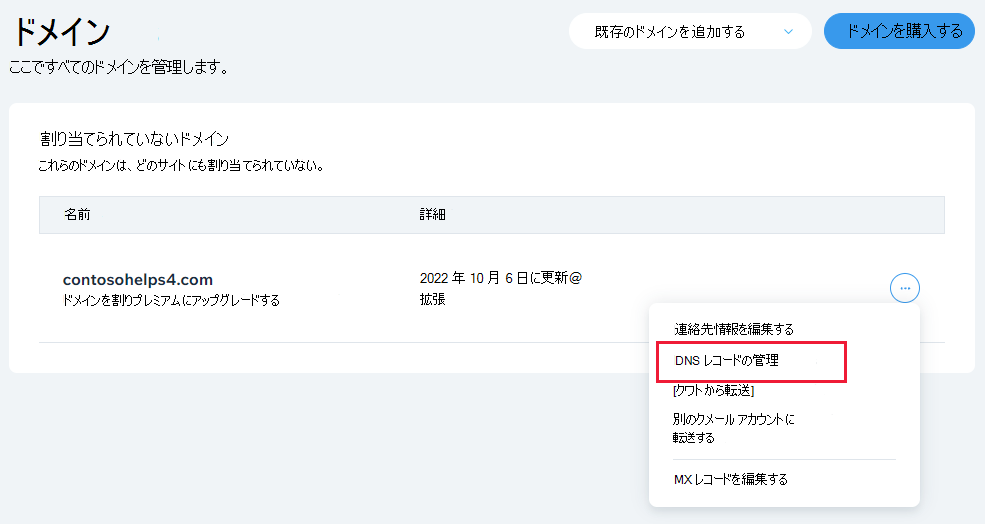 ドメイン
既存のドメインを追加する
ドメインを購入する
ここですべてのドメインを管理します。
割り当てられていないドメイン
これらのドメインは、どのサイトにも割り当てられていない。
名前
詳細
contosohelps4.com
2022 年 10 月 6 日に更新@
ドメインを割りプレミアムにアップグレードする
拡張
連絡先情報を編集する
DNS レコードの管理
[クワトから転送]
別のクメール アカウントに
転送する
MX レコードを編集する